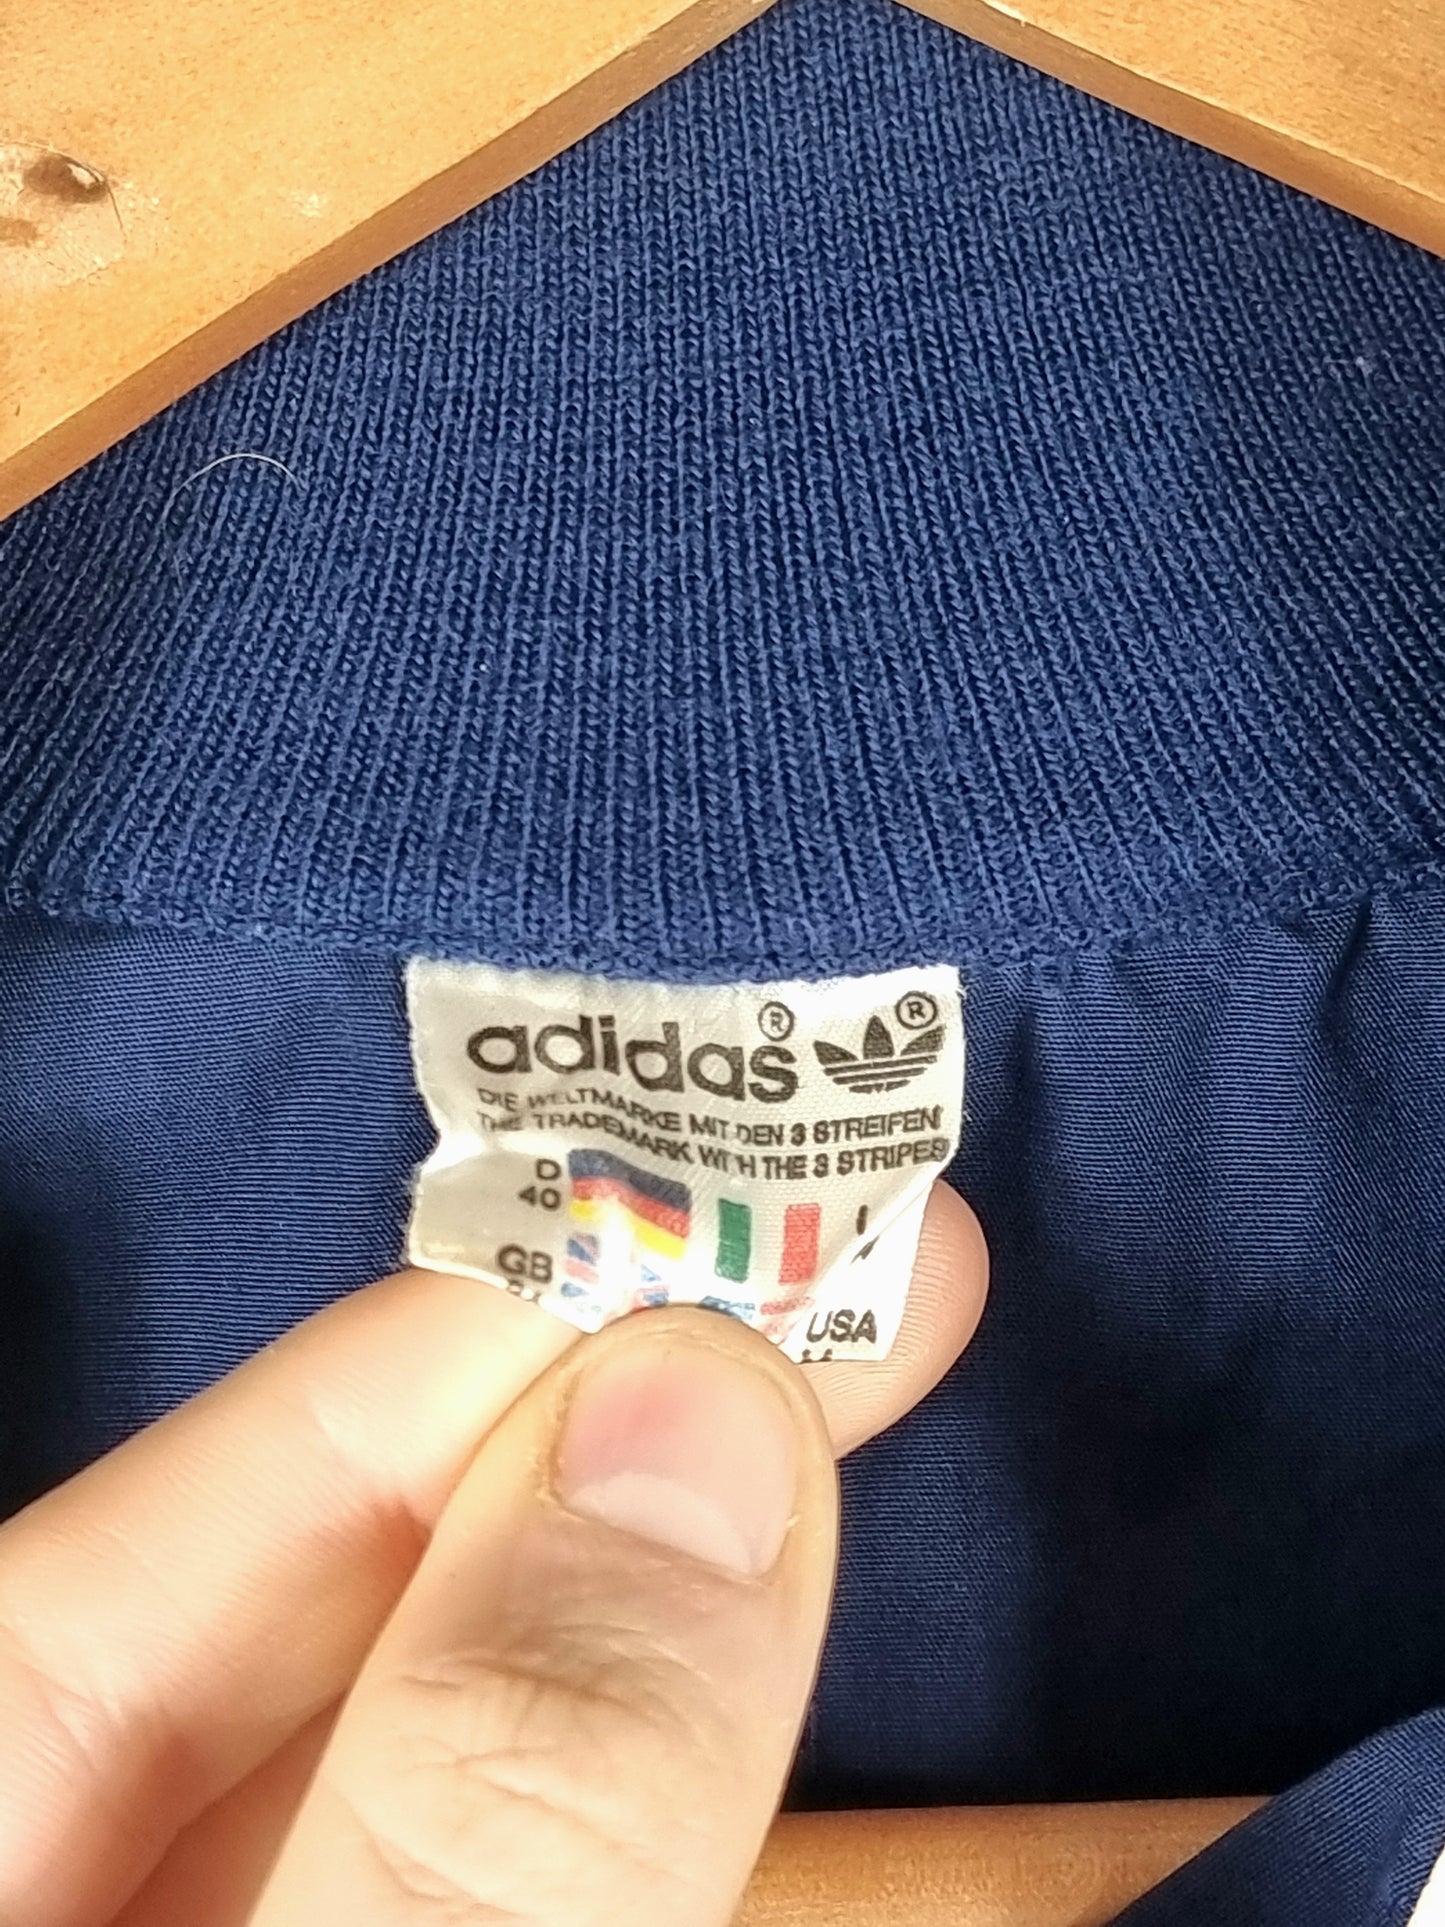 adidas® ®
DIE WELTMARKE MIT DEN 3 STREIFEN
THE TRADEMARK WITH THE 3 STRIPES
D
40
GB
USA